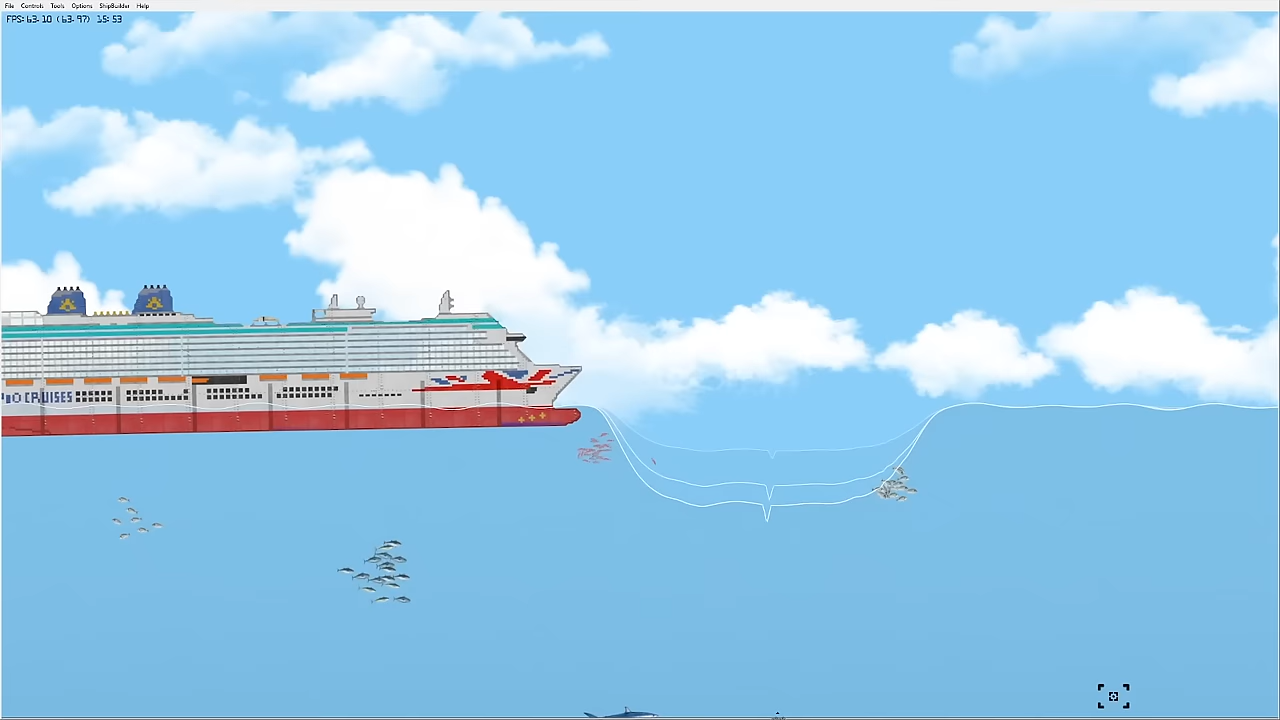 File Controls Tools Options ShipBuilder Help
FPS: 63.10 (63.97) 15:53
CRUISES